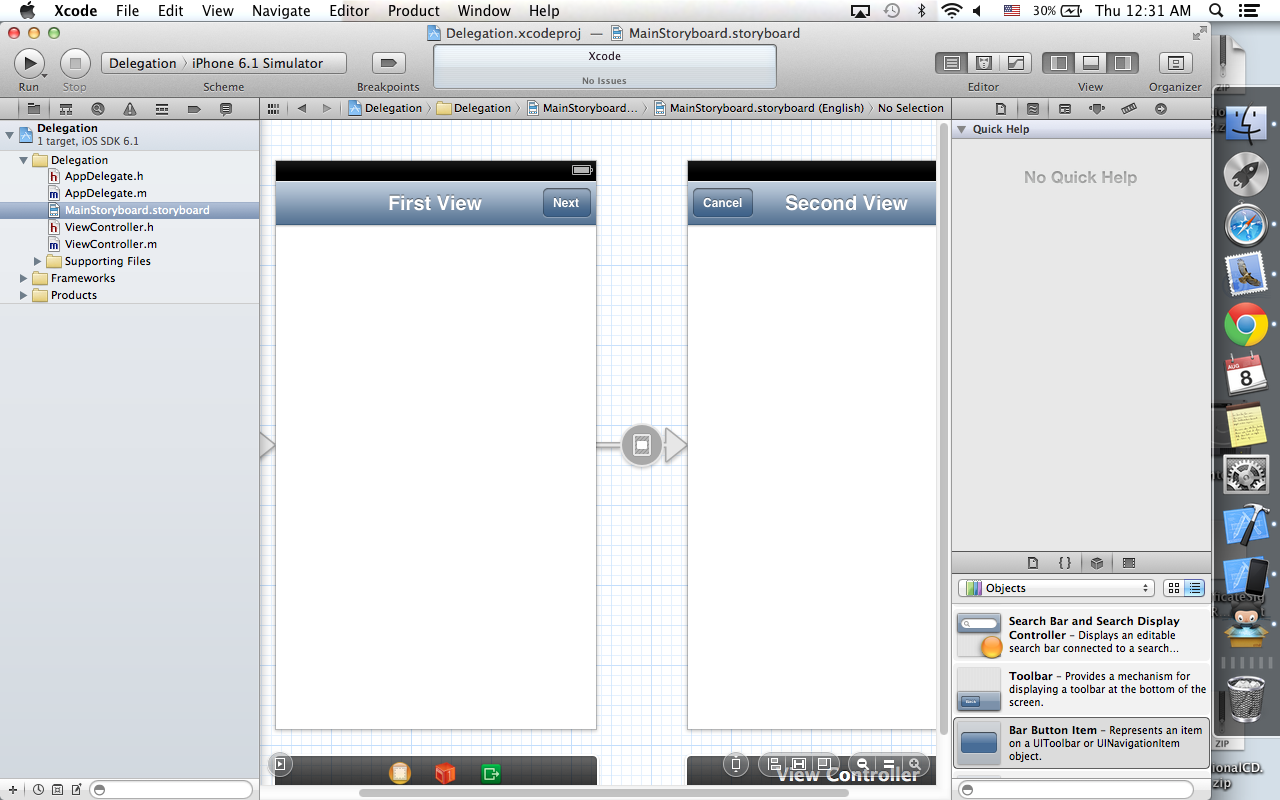 Xcode File Edit View Navigate Editor Product Window Help 30% Thu 12:31 AM
Delegation.xcodeproj — MainStoryboard.storyboard
Delegation iPhone 6.1 Simulator
Xcode
No Issues
Run Stop Scheme Breakpoints Editor View Organizer
Delegation Delegation MainStoryboard... MainStoryboard.storyboard (English) No Selection
Delegation
1 target, iOS SDK 6.1
Delegation
h AppDelegate.h
m AppDelegate.m
MainStoryboard.storyboard
h ViewController.h
m ViewController.m
Supporting Files
Frameworks
Products
First View Next
Cancel Second View
View Controller
Quick Help
No Quick Help
{ }
Objects
Search Bar and Search Display
Controller – Displays an editable
search bar connected to a search...
Toolbar – Provides a mechanism for
displaying a toolbar at the bottom of the
screen.
Bar Button Item – Represents an item
on a UIToolbar or UINavigationItem
object.
ZIP
AUG
8
ZIP
ionalCD.
zip